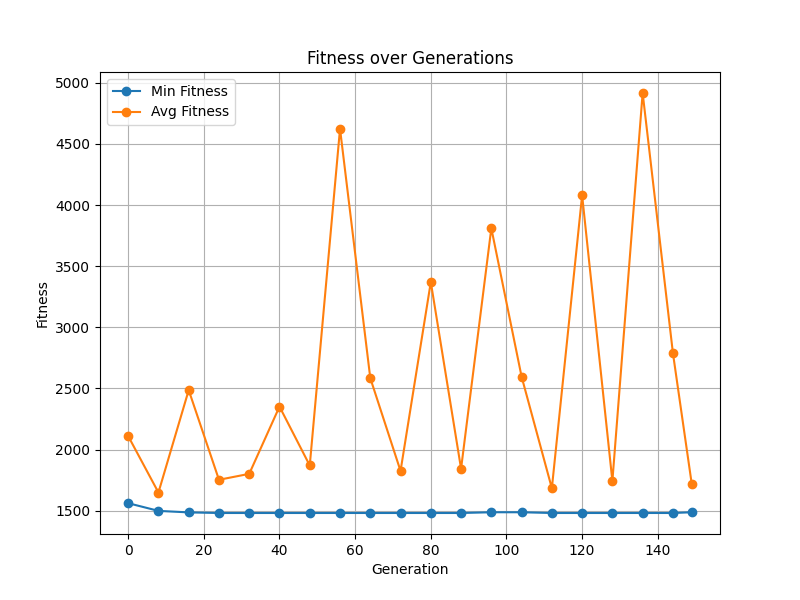 Fitness over Generations
Min Fitness
Avg Fitness
5000
4500
4000
3500
3000
2500
2000
1500
Fitness
0 20 40 60 80 100 120 140
Generation